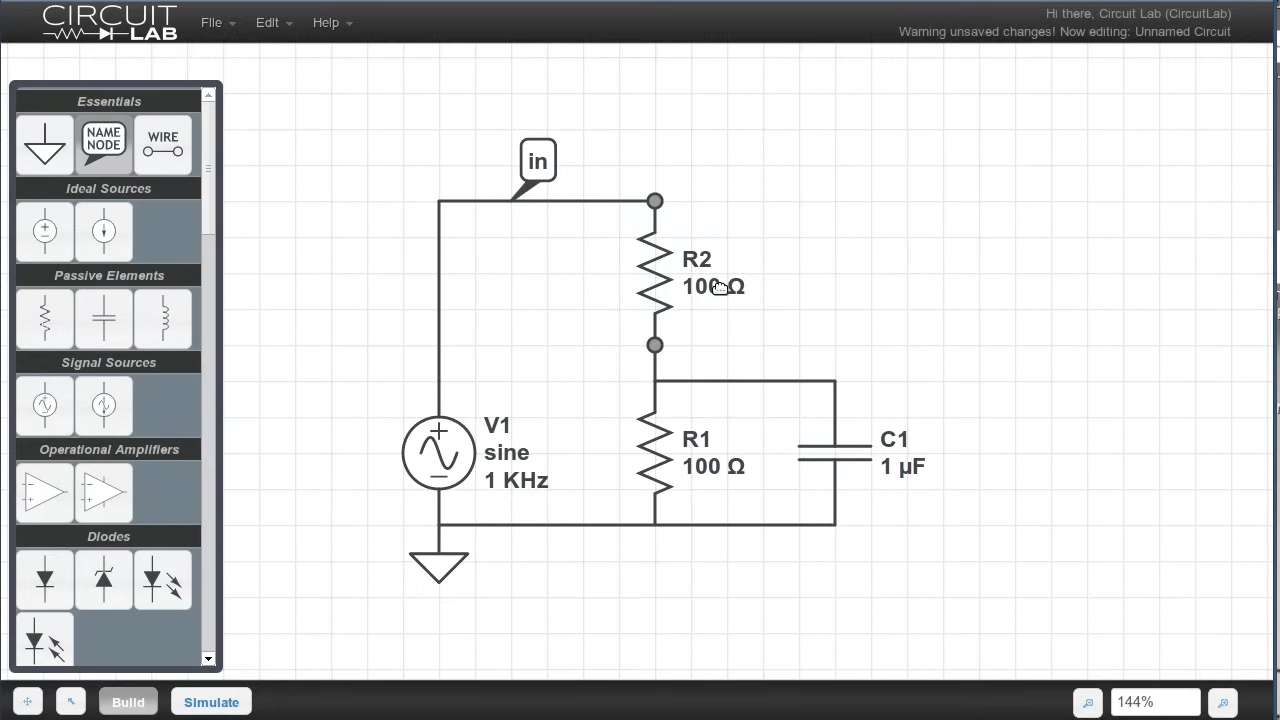 CIRCUIT
LAB
File
Edit
Help
Hi there, Circuit Lab (CircuitLab)
Warning unsaved changes! Now editing: Unnamed Circuit
Essentials
NAME
NODE
WIRE
Ideal Sources
Passive Elements
Signal Sources
Operational Amplifiers
Diodes
in
R2
100 Ω
V1
sine
1 KHz
R1
100 Ω
C1
1 µF
Build
Simulate
144%